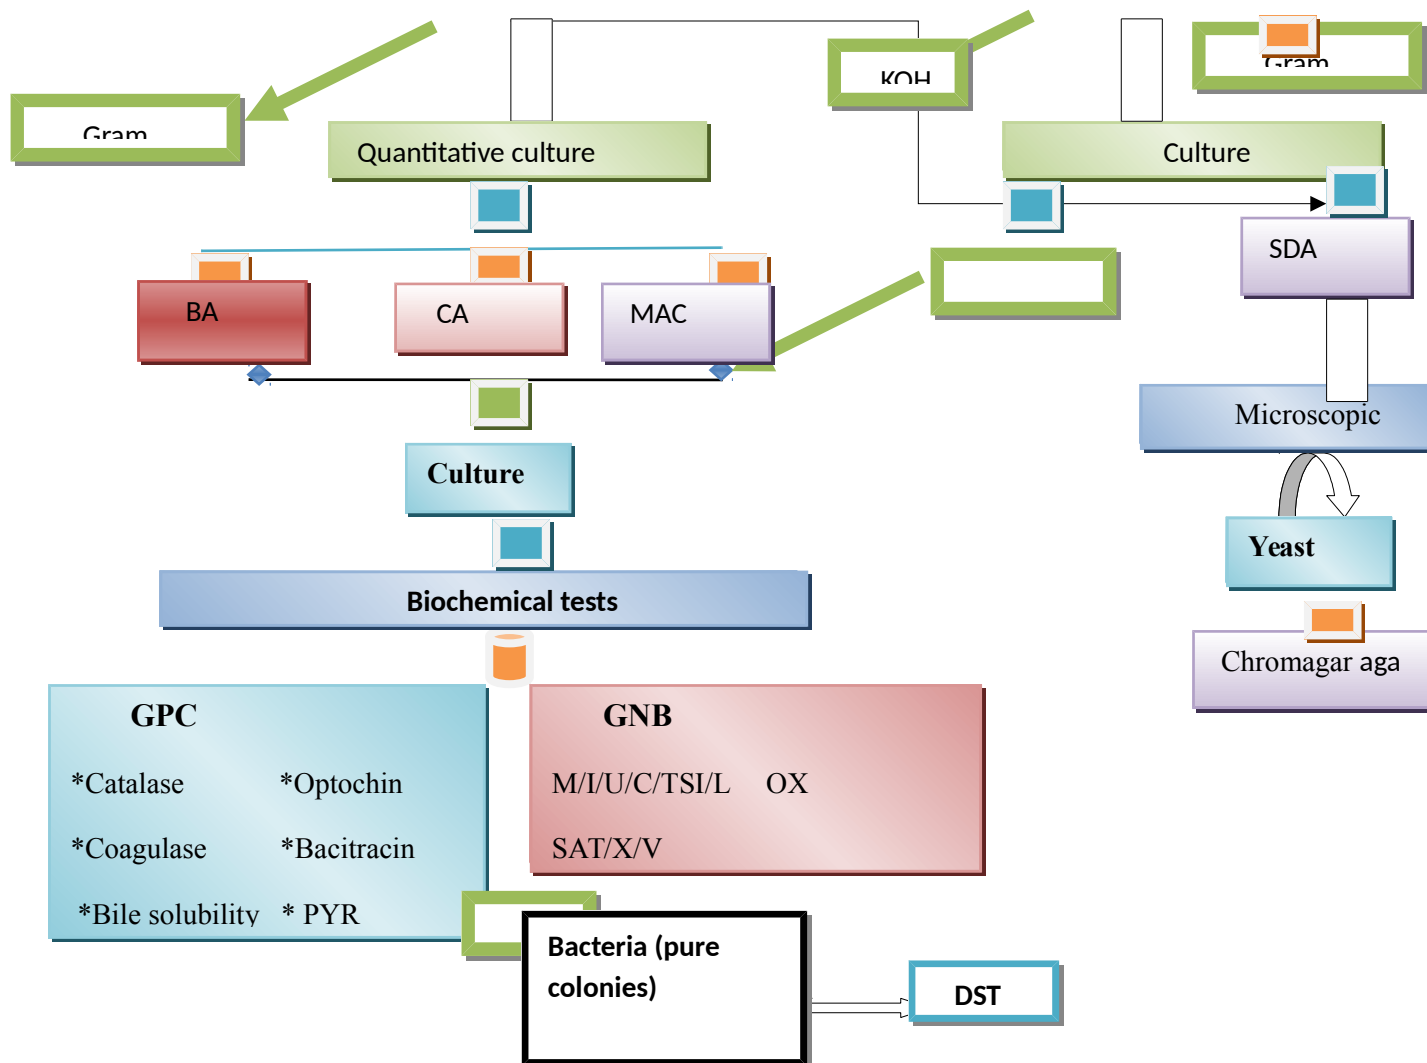 KOH
Gram
Gram
Quantitative culture
Culture
SDA
BA
CA
MAC
Microscopic
Culture
Yeast
Biochemical tests
Chromagar aga
GPC
*Catalase *Optochin
*Coagulase *Bacitracin
*Bile solubility * PYR
GNB
M/I/U/C/TSI/L OX
SAT/X/V
Bacteria (pure
colonies)
DST